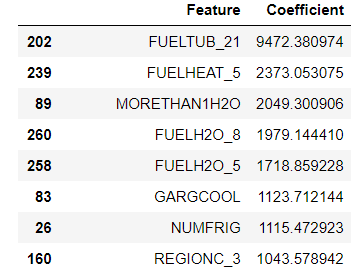 Feature Coefficient
202 FUELTUB_21 9472.380974
239 FUELHEAT_5 2373.053075
89 MORETHAN1H2O 2049.300906
260 FUELH2O_8 1979.144410
258 FUELH2O_5 1718.859228
83 GARGCOOL 1123.712144
26 NUMFRIG 1115.472923
160 REGIONC_3 1043.578942